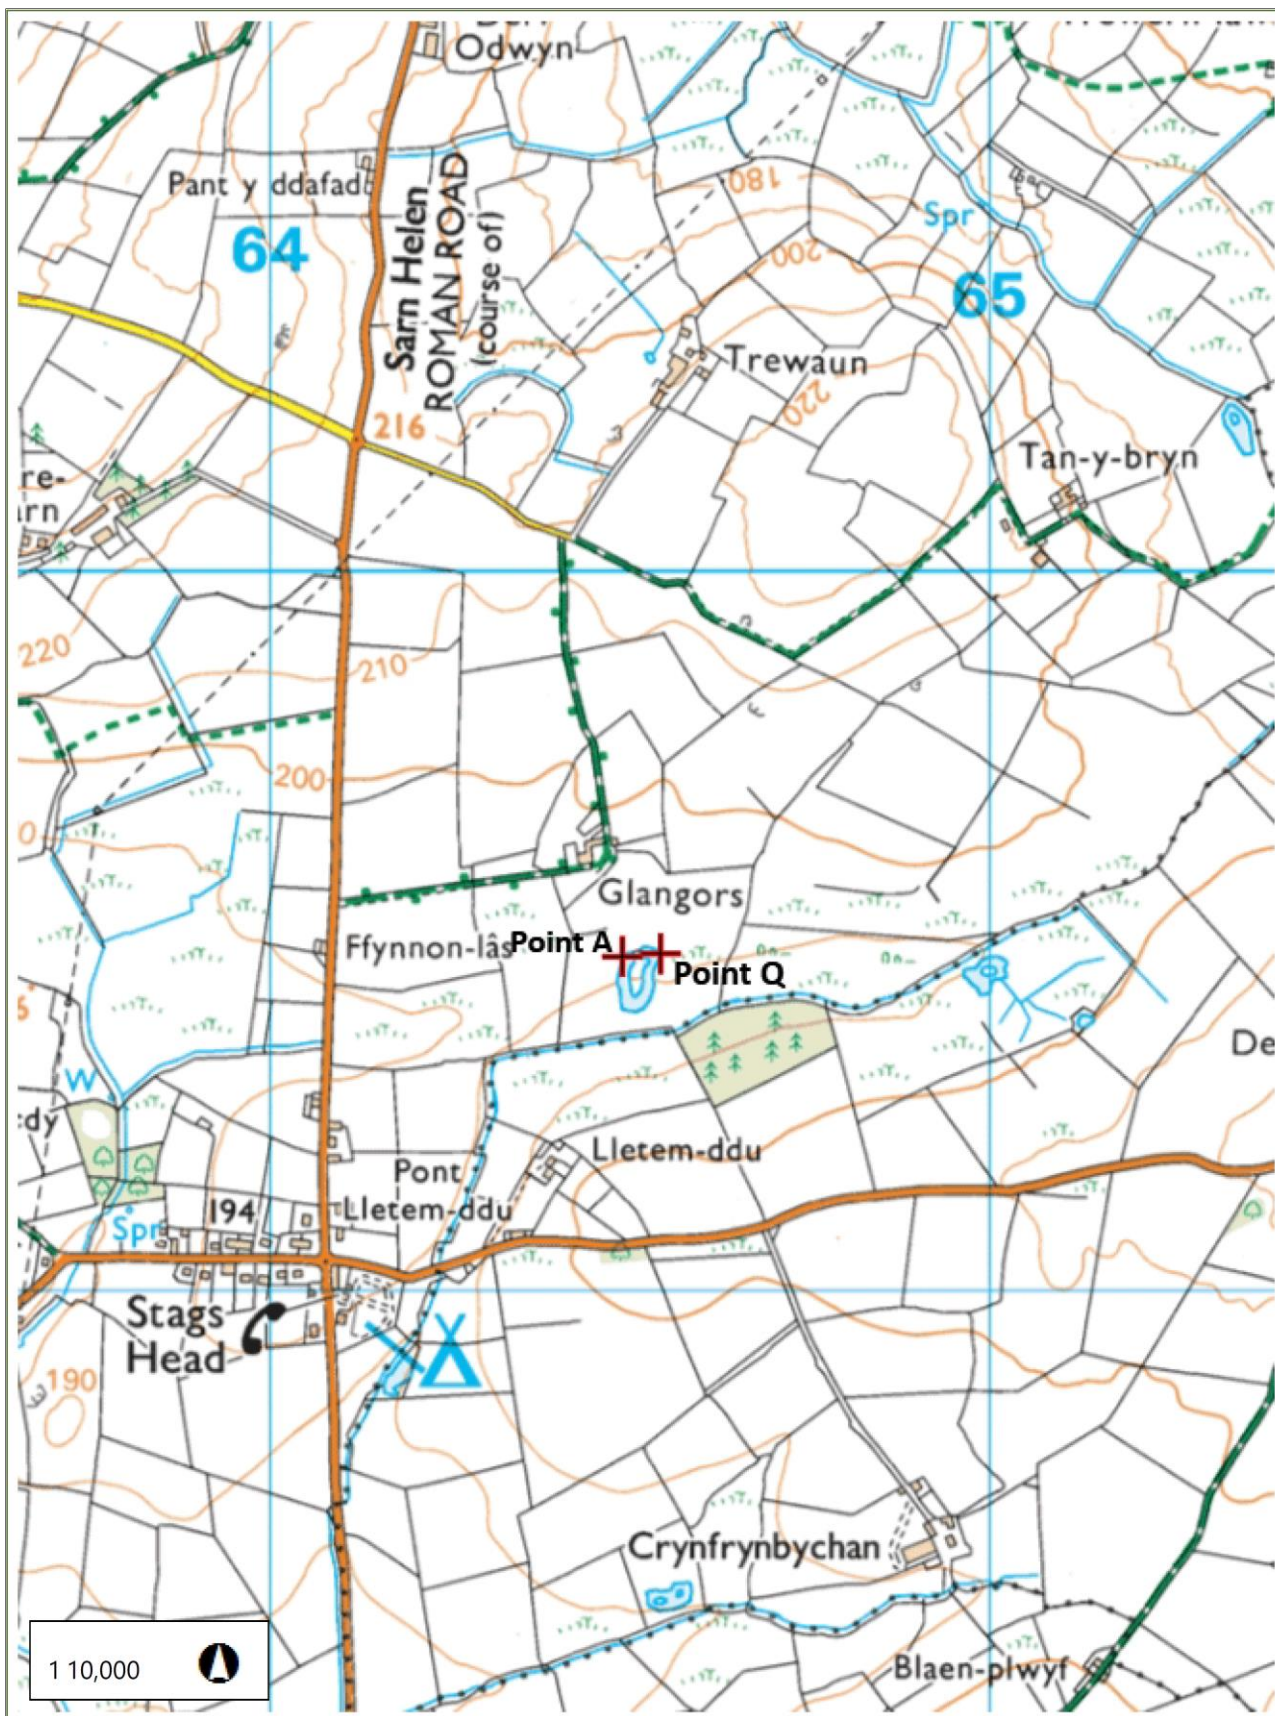 Odwyn
Pant y ddafad
64
Sarn Helen
ROMAN ROAD
(course of)
180
Spr
200
65
Trewaun
220
216
Tan-y-bryn
220
210
200
Glangors
Ffynnon-lâs
Point A
Point Q
W
De
Lletem-ddu
Pont
Lletem-ddu
194
Spr
Stags
Head
190
Crynfrynbychan
Blaen-plwyf
1 10,000